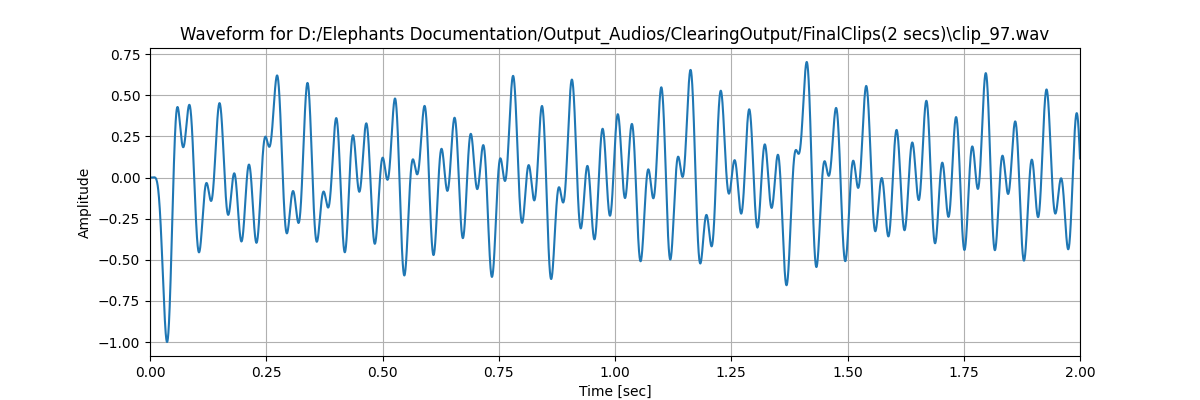 Waveform for D:/Elephants Documentation/Output_Audios/ClearingOutput/FinalClips(2 secs)\clip_97.wav
0.75
0.50
0.25
0.00
−0.25
−0.50
−0.75
−1.00
Amplitude
0.00 0.25 0.50 0.75 1.00 1.25 1.50 1.75 2.00
Time [sec]